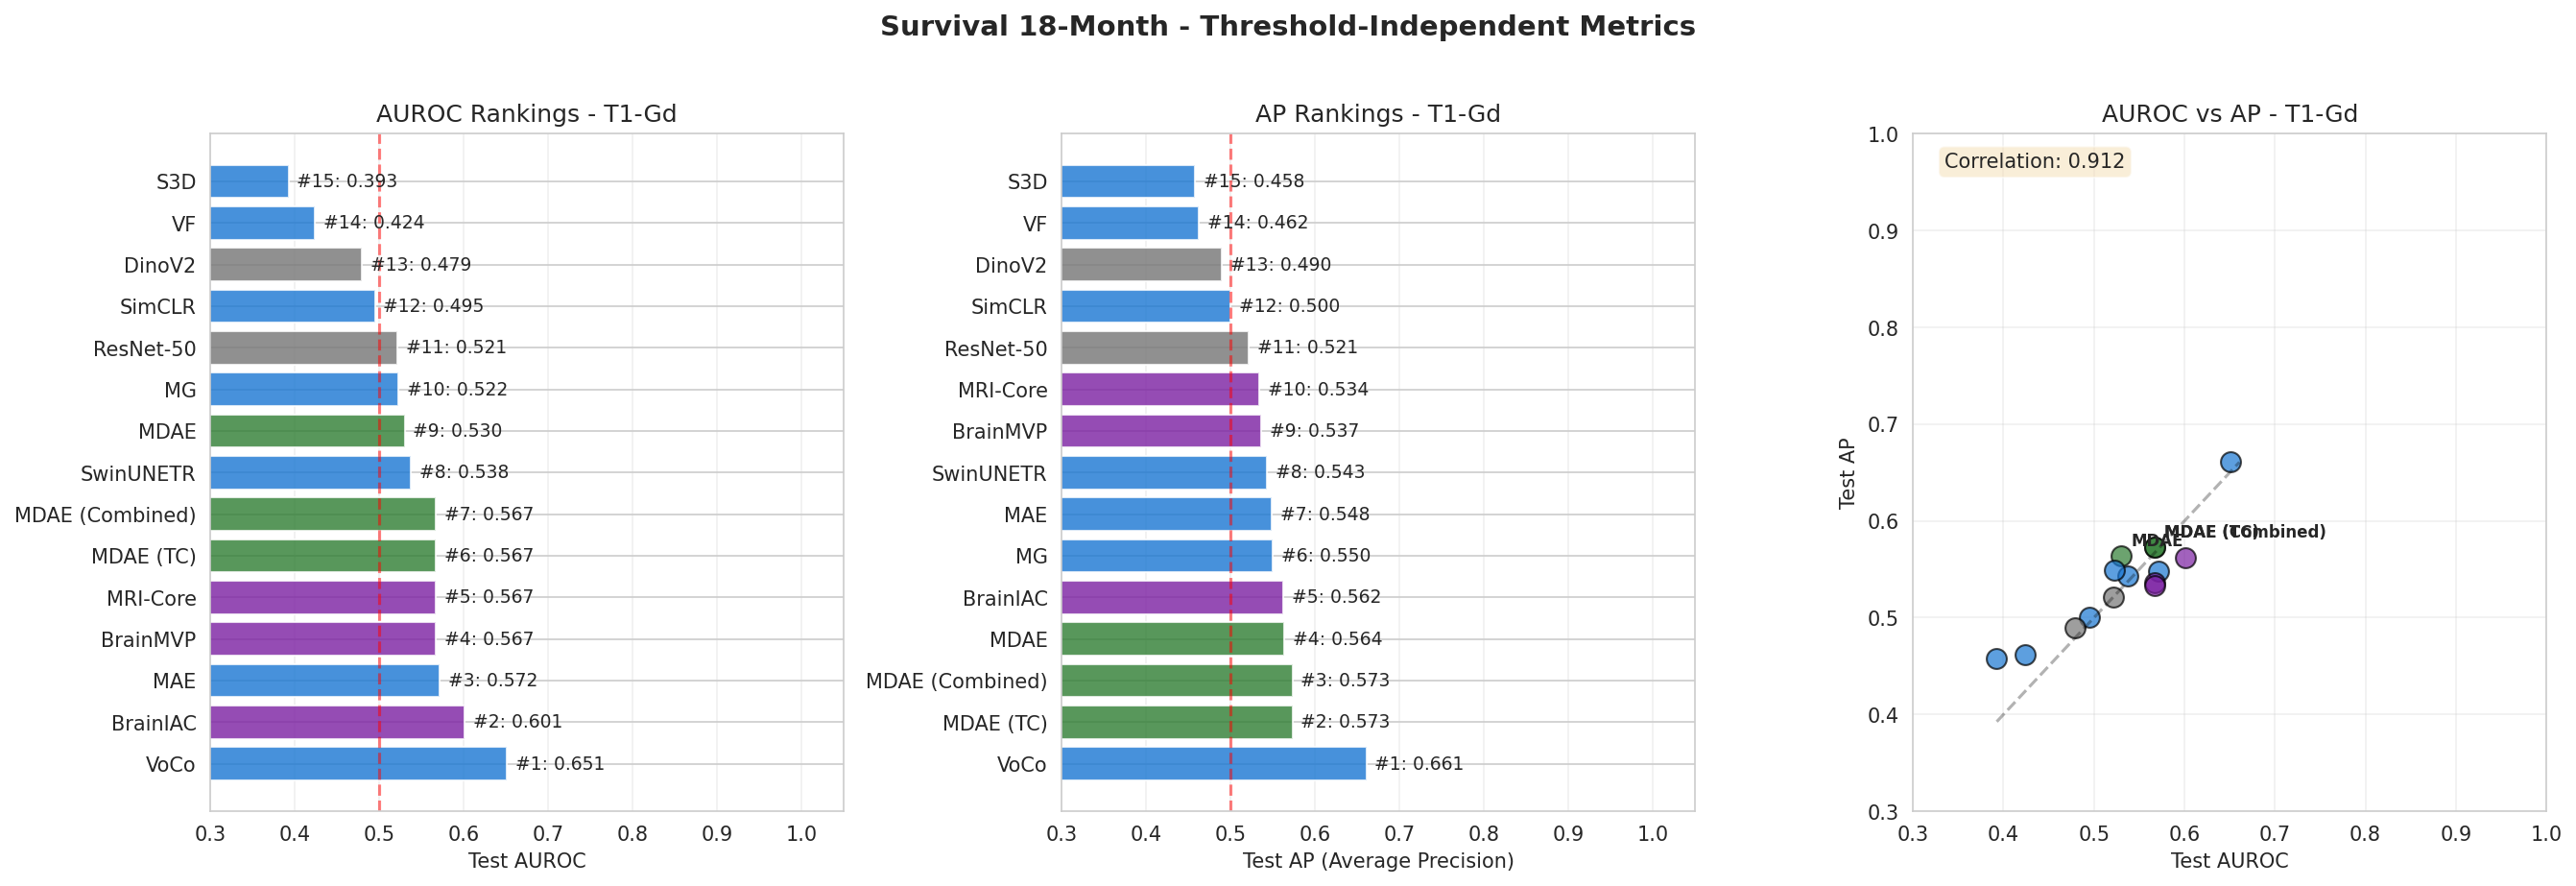 Survival 18-Month - Threshold-Independent Metrics
AUROC Rankings - T1-Gd
S3D #15: 0.393
VF #14: 0.424
DinoV2 #13: 0.479
SimCLR #12: 0.495
ResNet-50 #11: 0.521
MG #10: 0.522
MDAE #9: 0.530
SwinUNETR #8: 0.538
MDAE (Combined) #7: 0.567
MDAE (TC) #6: 0.567
MRI-Core #5: 0.567
BrainMVP #4: 0.567
MAE #3: 0.572
BrainIAC #2: 0.601
VoCo #1: 0.651
0.3 0.4 0.5 0.6 0.7 0.8 0.9 1.0
Test AUROC
AP Rankings - T1-Gd
S3D #15: 0.458
VF #14: 0.462
DinoV2 #13: 0.490
SimCLR #12: 0.500
ResNet-50 #11: 0.521
MRI-Core #10: 0.534
BrainMVP #9: 0.537
SwinUNETR #8: 0.543
MAE #7: 0.548
MG #6: 0.550
BrainIAC #5: 0.562
MDAE #4: 0.564
MDAE (Combined) #3: 0.573
MDAE (TC) #2: 0.573
VoCo #1: 0.661
0.3 0.4 0.5 0.6 0.7 0.8 0.9 1.0
Test AP (Average Precision)
AUROC vs AP - T1-Gd
Correlation: 0.912
1.0
0.9
0.8
0.7
0.6
0.5
0.4
0.3
Test AP
MDAE
MDAE (TC)
MDAE (Combined)
0.3 0.4 0.5 0.6 0.7 0.8 0.9 1.0
Test AUROC